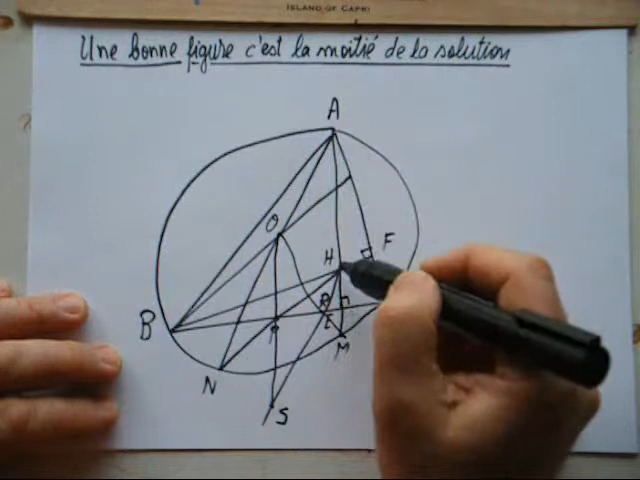 ISLAND OF CAPRI
Une bonne figure c'est la moitié de la solution
A
O
F
H
R
E
B
P
M
N
S